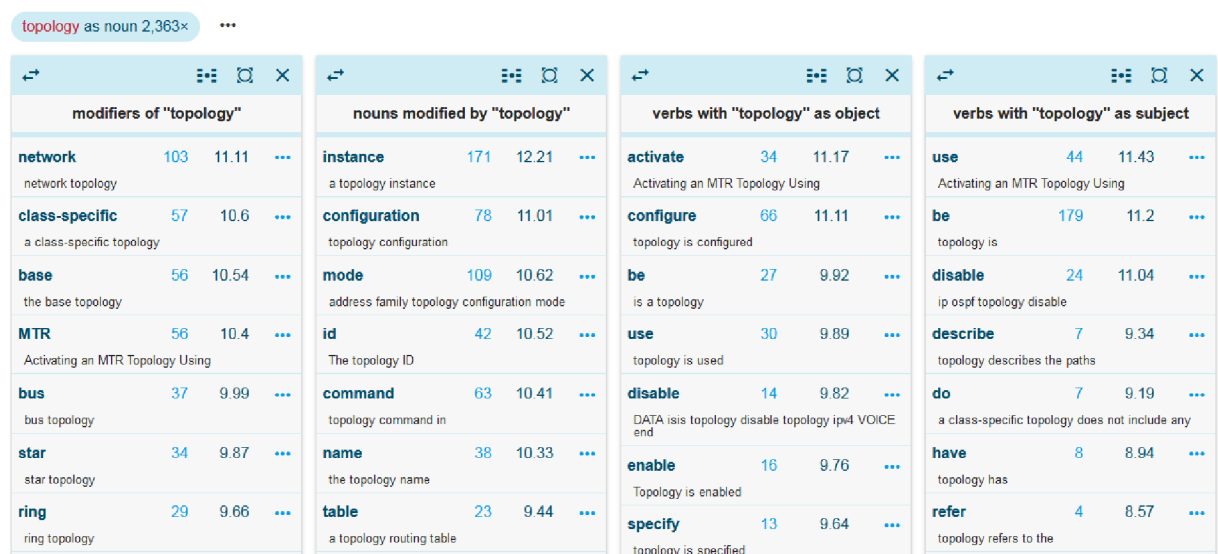 topology as noun 2,363×
modifiers of "topology"
network 103 11.11
network topology
class-specific 57 10.6
a class-specific topology
base 56 10.54
the base topology
MTR 56 10.4
Activating an MTR Topology Using
bus 37 9.99
bus topology
star 34 9.87
star topology
ring 29 9.66
ring topology
nouns modified by "topology"
instance 171 12.21
a topology instance
configuration 78 11.01
topology configuration
mode 109 10.62
address family topology configuration mode
id 42 10.52
The topology ID
command 63 10.41
topology command in
name 38 10.33
the topology name
table 23 9.44
a topology routing table
verbs with "topology" as object
activate 34 11.17
Activating an MTR Topology Using
configure 66 11.11
topology is configured
be 27 9.92
is a topology
use 30 9.89
topology is used
disable 14 9.82
DATA isis topology disable topology ipv4 VOICE
end
enable 16 9.76
Topology is enabled
specify 13 9.64
topology is specified
verbs with "topology" as subject
use 44 11.43
Activating an MTR Topology Using
be 179 11.2
topology is
disable 24 11.04
ip ospf topology disable
describe 7 9.34
topology describes the paths
do 7 9.19
a class-specific topology does not include any
have 8 8.94
topology has
refer 4 8.57
topology refers to the